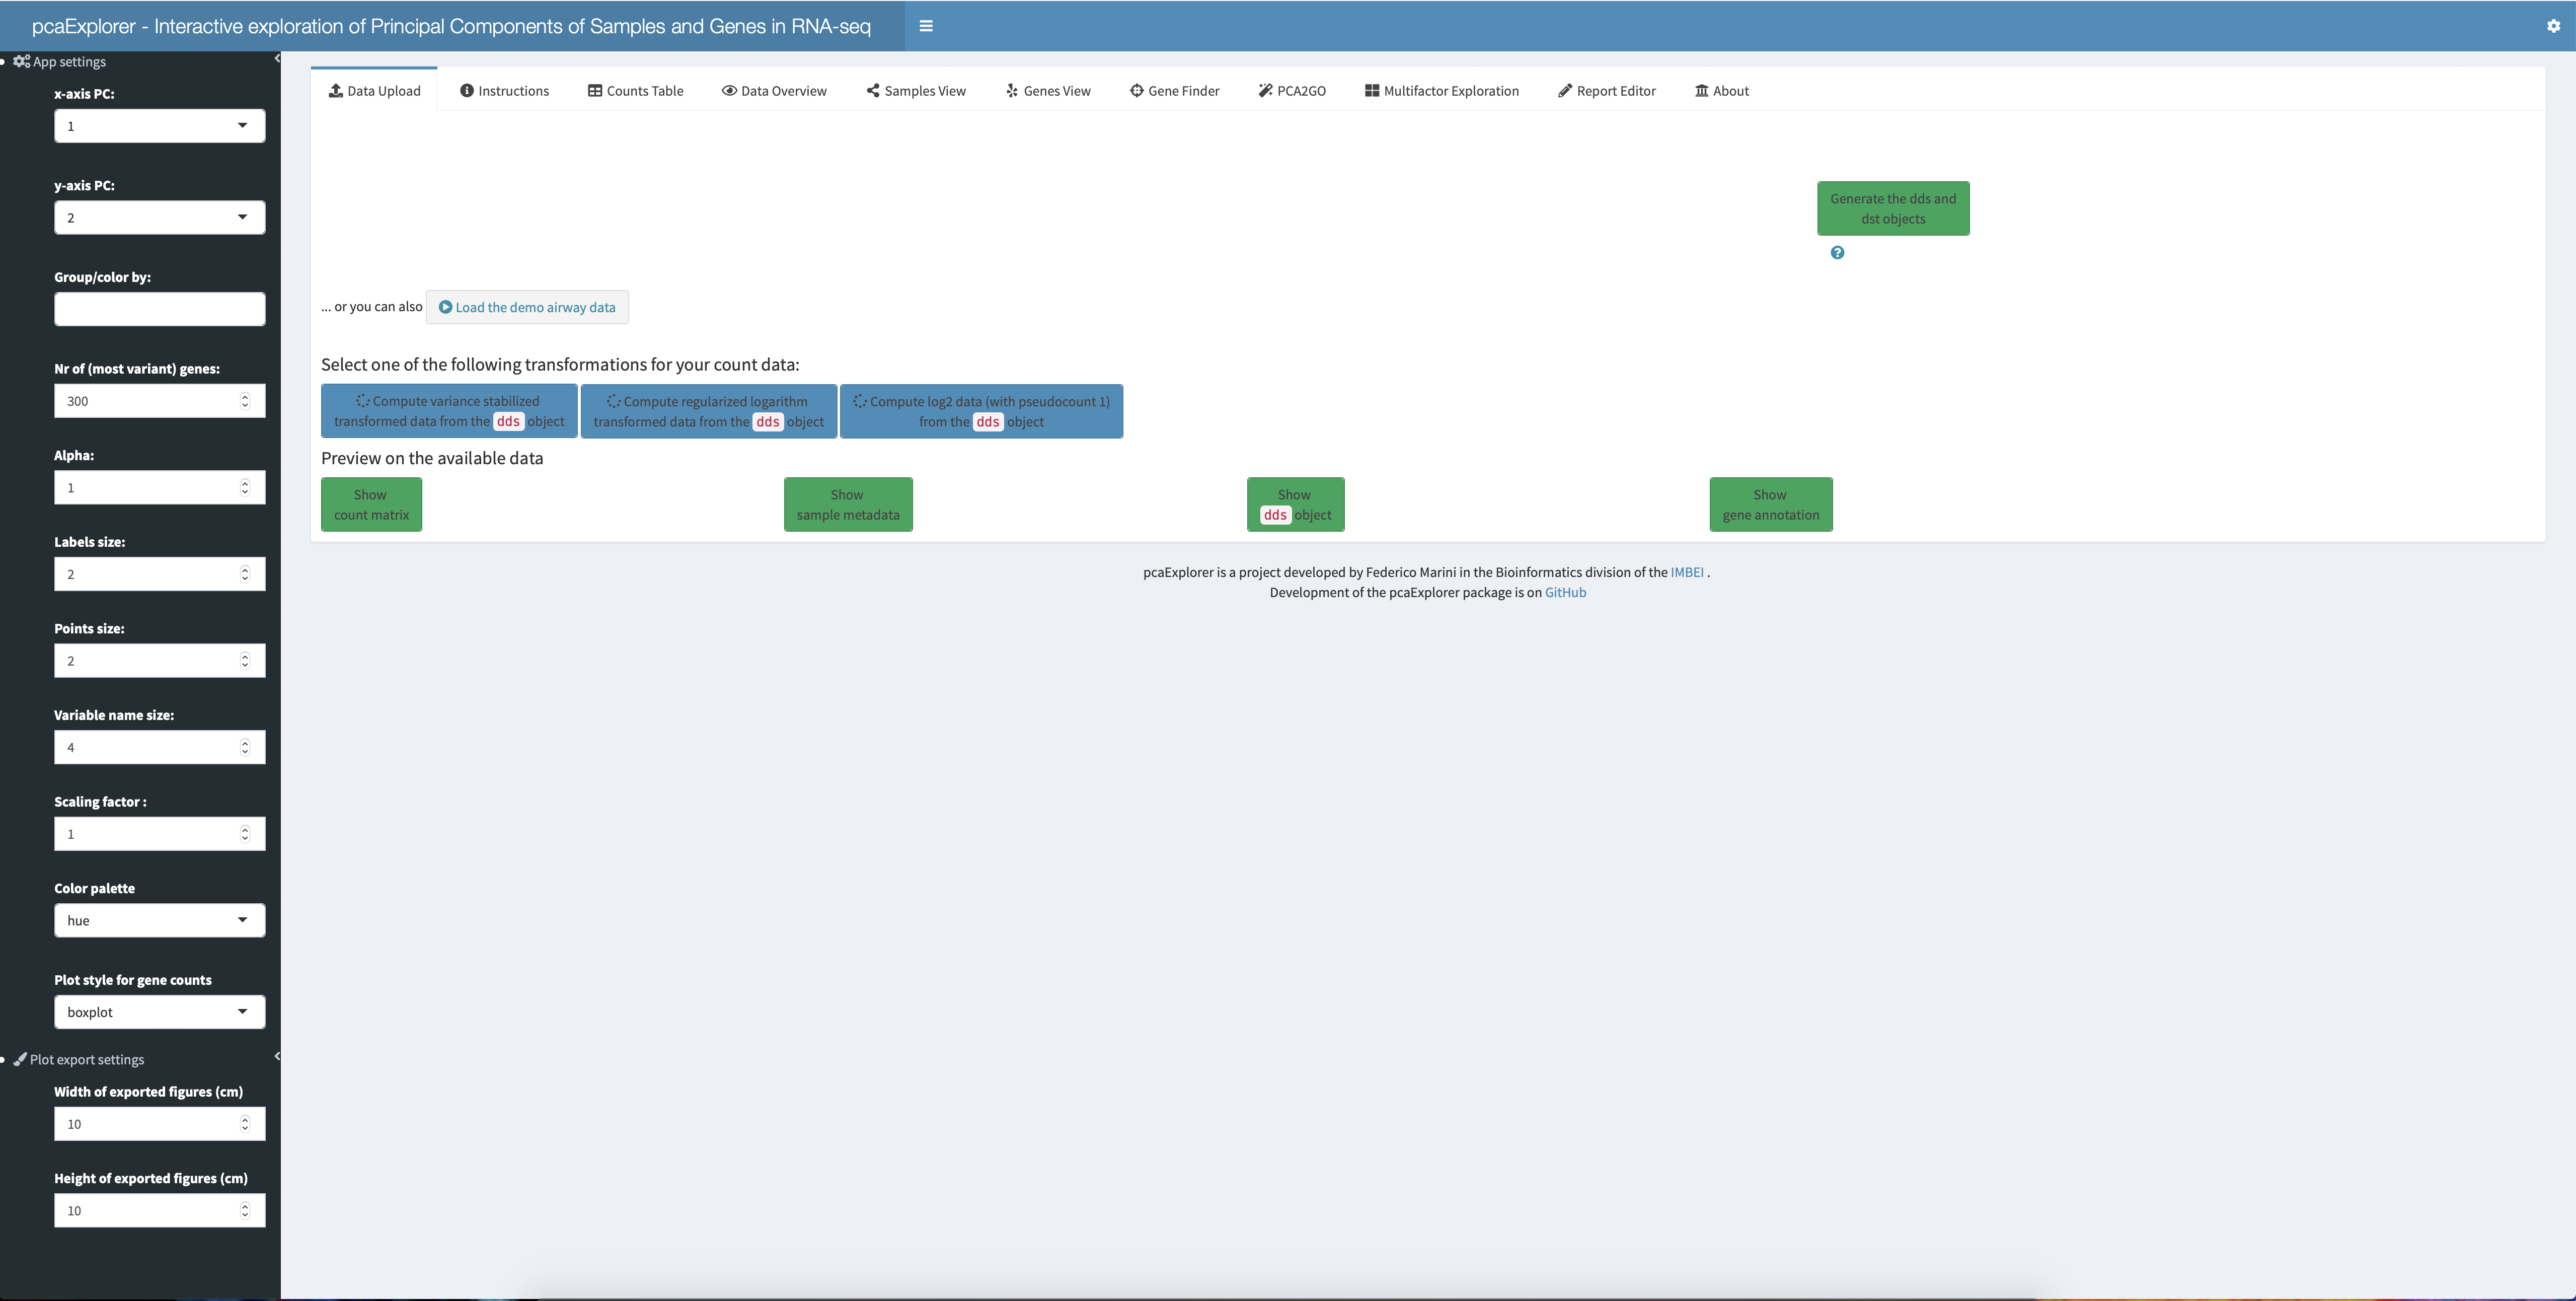 pcaExplorer - Interactive exploration of Principal Components of Samples and Genes in RNA-seq
App settings
x-axis PC:
1
y-axis PC:
2
Group/color by:
Nr of (most variant) genes:
300
Alpha:
1
Labels size:
2
Points size:
2
Variable name size:
4
Scaling factor :
1
Color palette
hue
Plot style for gene counts
boxplot
Plot export settings
Width of exported figures (cm)
10
Height of exported figures (cm)
10
Data Upload
Instructions
Counts Table
Data Overview
Samples View
Genes View
Gene Finder
PCA2GO
Multifactor Exploration
Report Editor
About
Generate the dds and
dst objects
?
... or you can also
Load the demo airway data
Select one of the following transformations for your count data:
Compute variance stabilized
transformed data from the dds object
Compute regularized logarithm
transformed data from the dds object
Compute log2 data (with pseudocount 1)
from the dds object
Preview on the available data
Show
count matrix
Show
sample metadata
Show
dds object
Show
gene annotation
pcaExplorer is a project developed by Federico Marini in the Bioinformatics division of the IMBEI .
Development of the pcaExplorer package is on GitHub